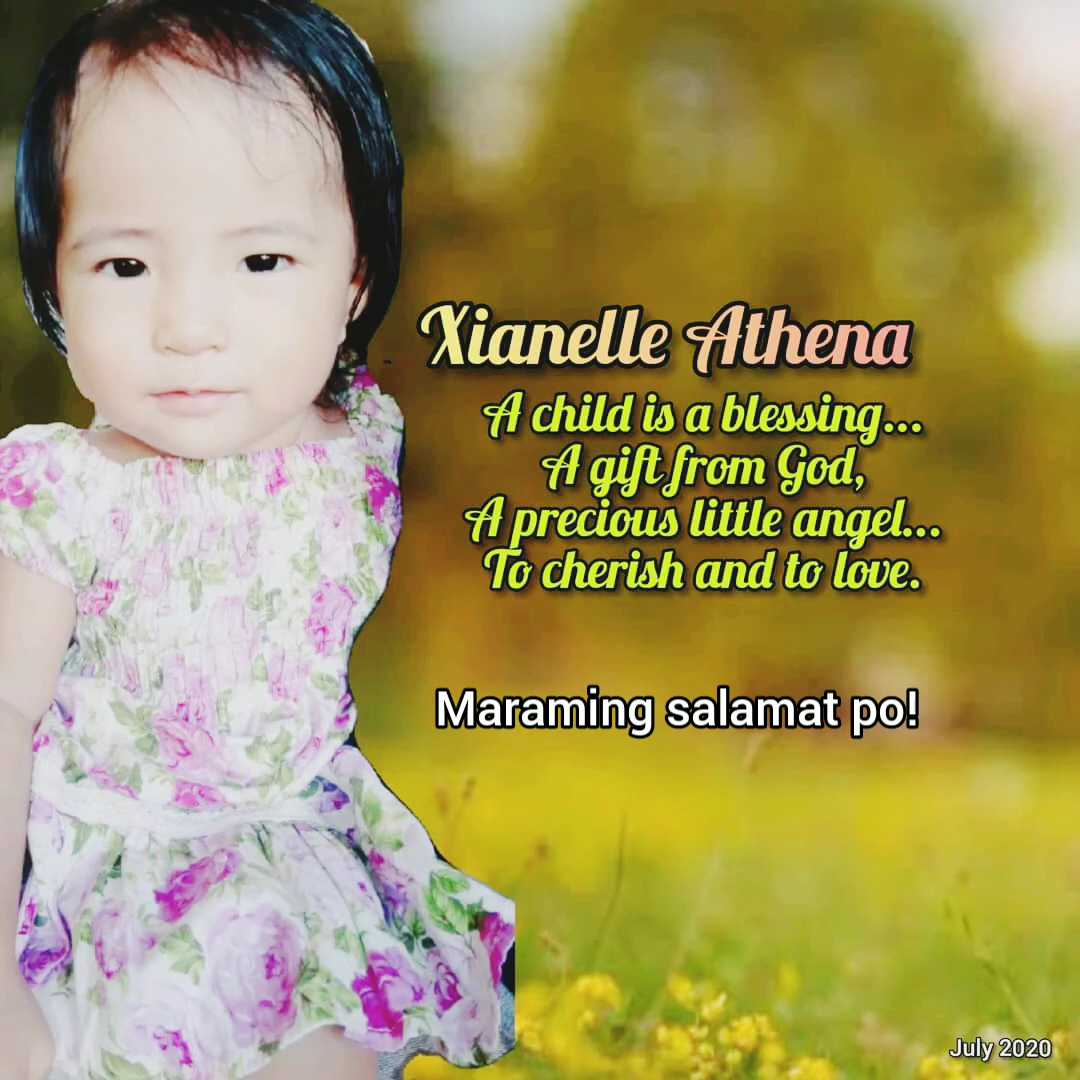 Xianelle Athena
A child is a blessing...
A gift from God,
A precious little angel...
To cherish and to love.
Maraming salamat po!
July 2020